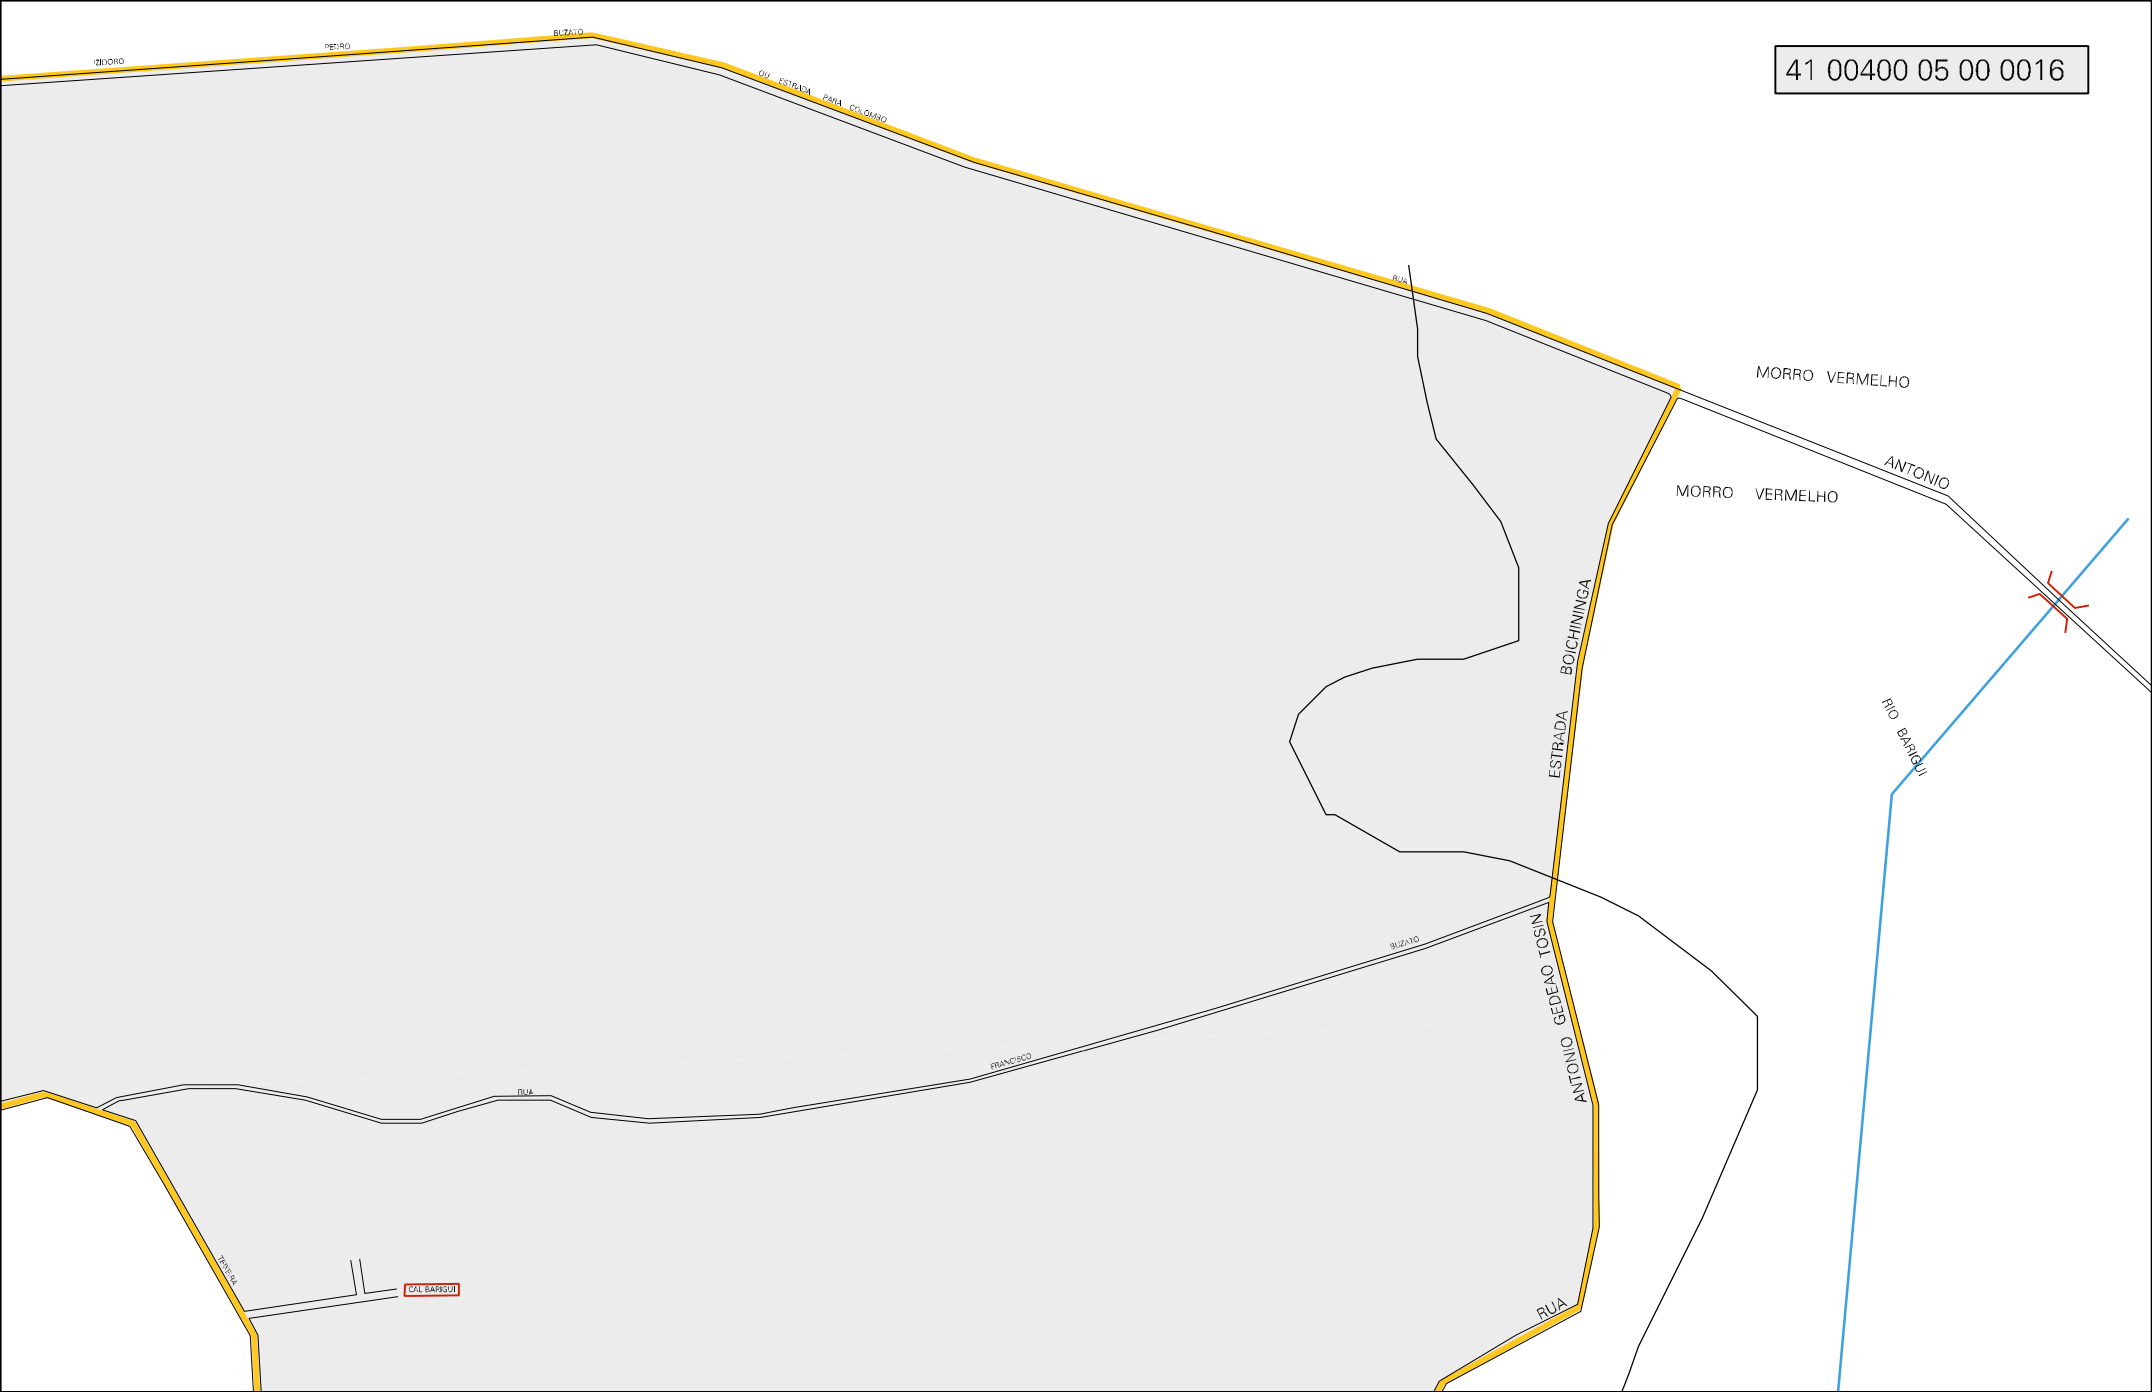 BUZATO
PEDRO
IZIDORO
41 00400 05 00 0016
OU ESTRADA PARA COLOMBO
RUA
MORRO VERMELHO
ANTONIO
MORRO VERMELHO
ESTRADA BOICHININGA
RIO BARIGUI
ANTONIO GEDEAO TOSIN
BUZATO
FRANCISCO
RUA
TEIXEIRA
CAL BARIGUI
RUA